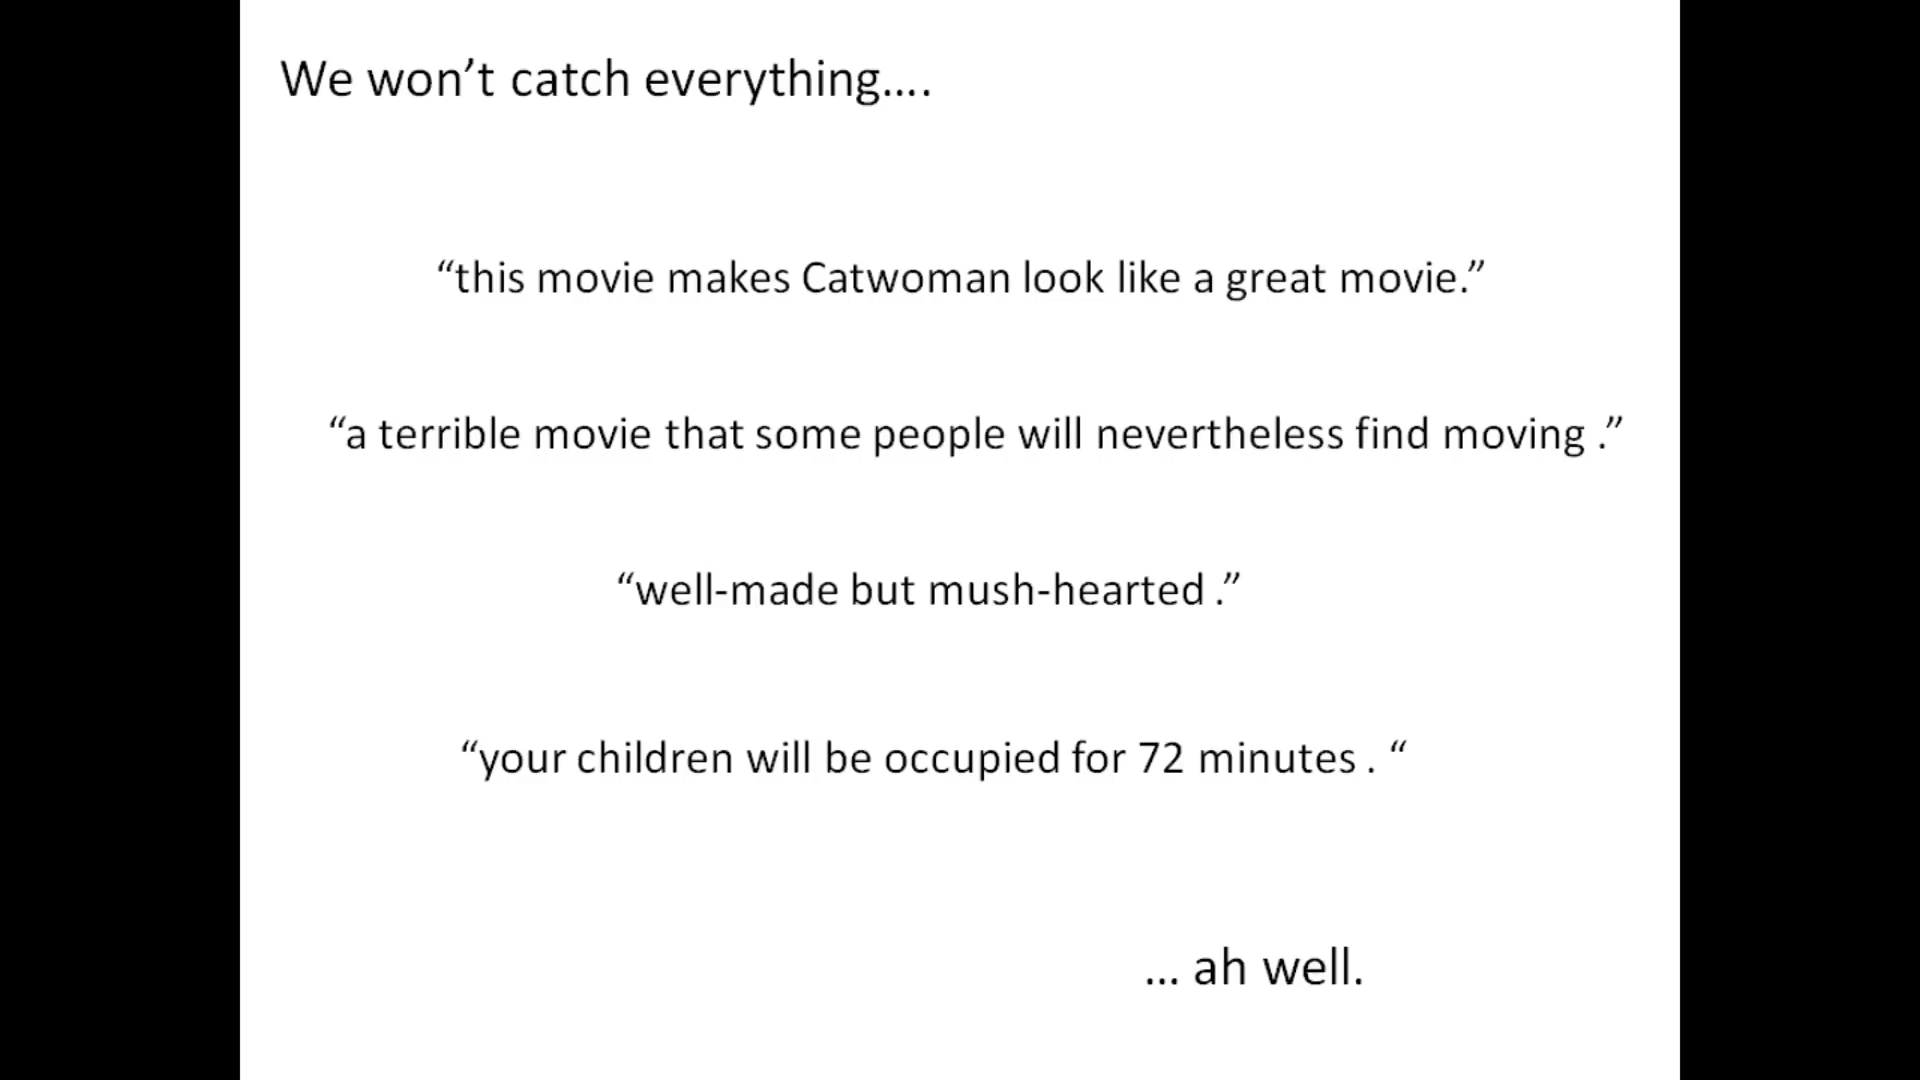 We won’t catch everything....
“this movie makes Catwoman look like a great movie.”
“a terrible movie that some people will nevertheless find moving .”
“well-made but mush-hearted .”
“your children will be occupied for 72 minutes . “
... ah well.